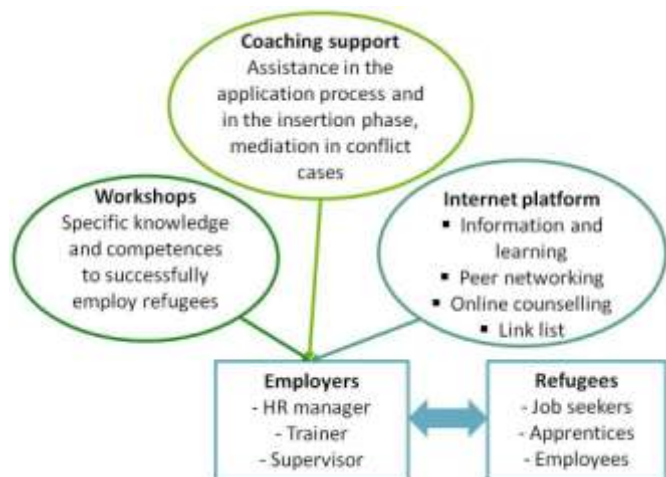 Coaching support
Assistance in the
application process and
in the insertion phase,
mediation in conflict
cases
Workshops
Specific knowledge
and competences
to successfully
employ refugees
Internet platform
▪ Information and
learning
▪ Peer networking
▪ Online counselling
▪ Link list
Employers
- HR manager
- Trainer
- Supervisor
Refugees
- Job seekers
- Apprentices
- Employees